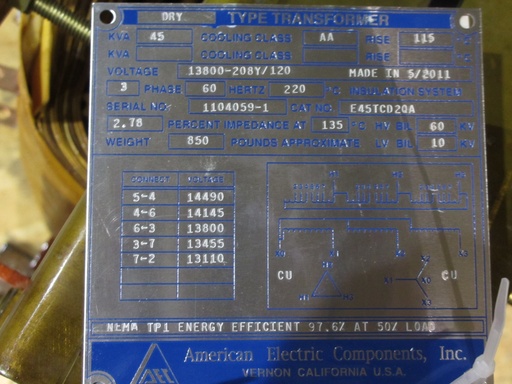 DRY TYPE TRANSFORMER
KVA 45 COOLING CLASS AA RISE 115 °C
KVA COOLING CLASS RISE °C
VOLTAGE 13800-208Y/120 MADE IN 5/2011
3 PHASE 60 HERTZ 220 °C INSULATION SYSTEM
SERIAL NO: 1104059-1 CAT NO: E45TCD2QA
2.78 PERCENT IMPEDANCE AT 135 °C HV BIL 60 KV
WEIGHT 850 POUNDS APPROXIMATE LV BIL 10 KV
CONNECT VOLTAGE
5-4 14490
4-6 14145
6-3 13800
3-7 13455
7-2 13110
CU CU
NEMA TP1 ENERGY EFFICIENT 97.6% AT 50% LOAD
AEC American Electric Components, Inc.
VERNON CALIFORNIA U.S.A.